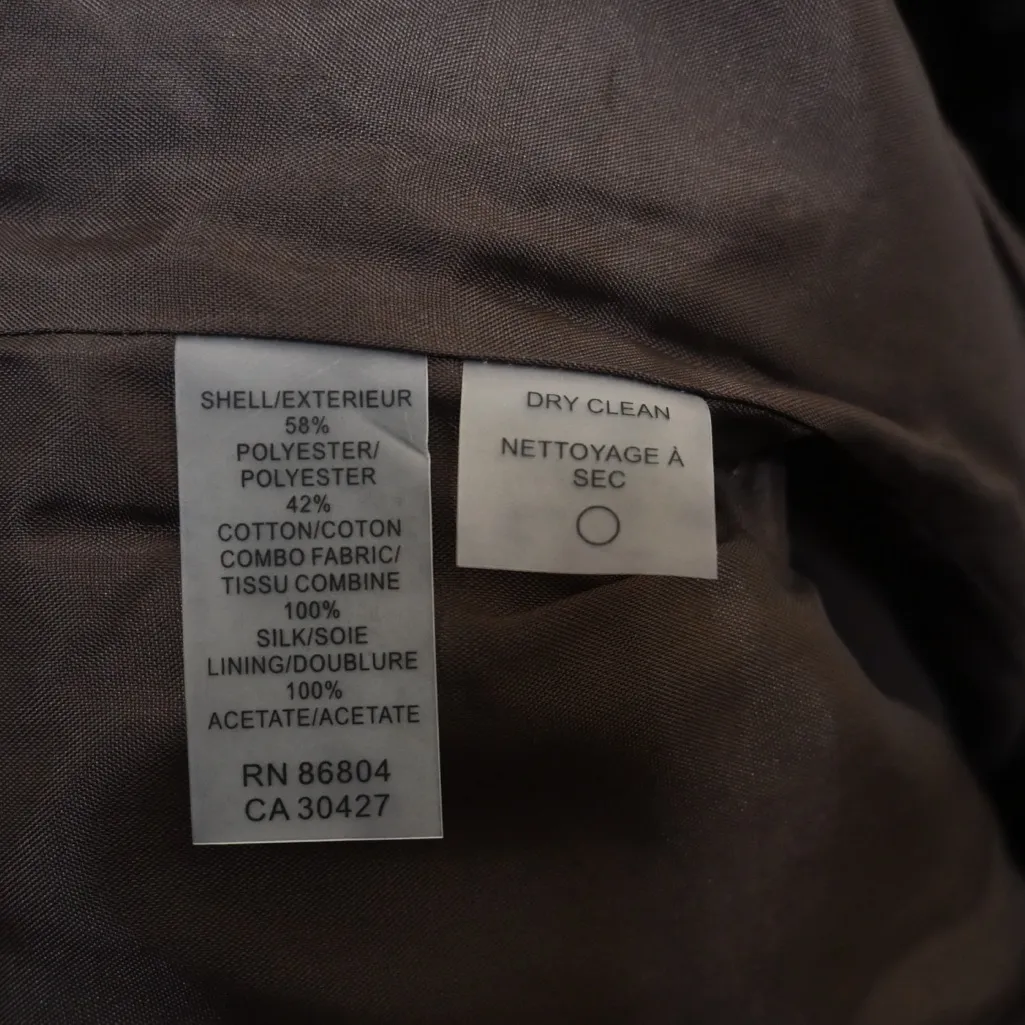 SHELL/EXTERIEUR
58%
POLYESTER/
POLYESTER
42%
COTTON/COTON
COMBO FABRIC/
TISSU COMBINE
100%
SILK/SOIE
LINING/DOUBLURE
100%
ACETATE/ACETATE
RN 86804
CA 30427
DRY CLEAN
NETTOYAGE À
SEC